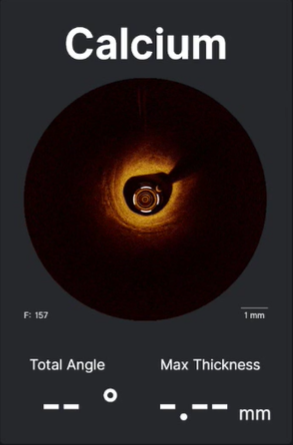 Calcium
F: 157
1 mm
Total Angle
Max Thickness
-- °
-.-- mm